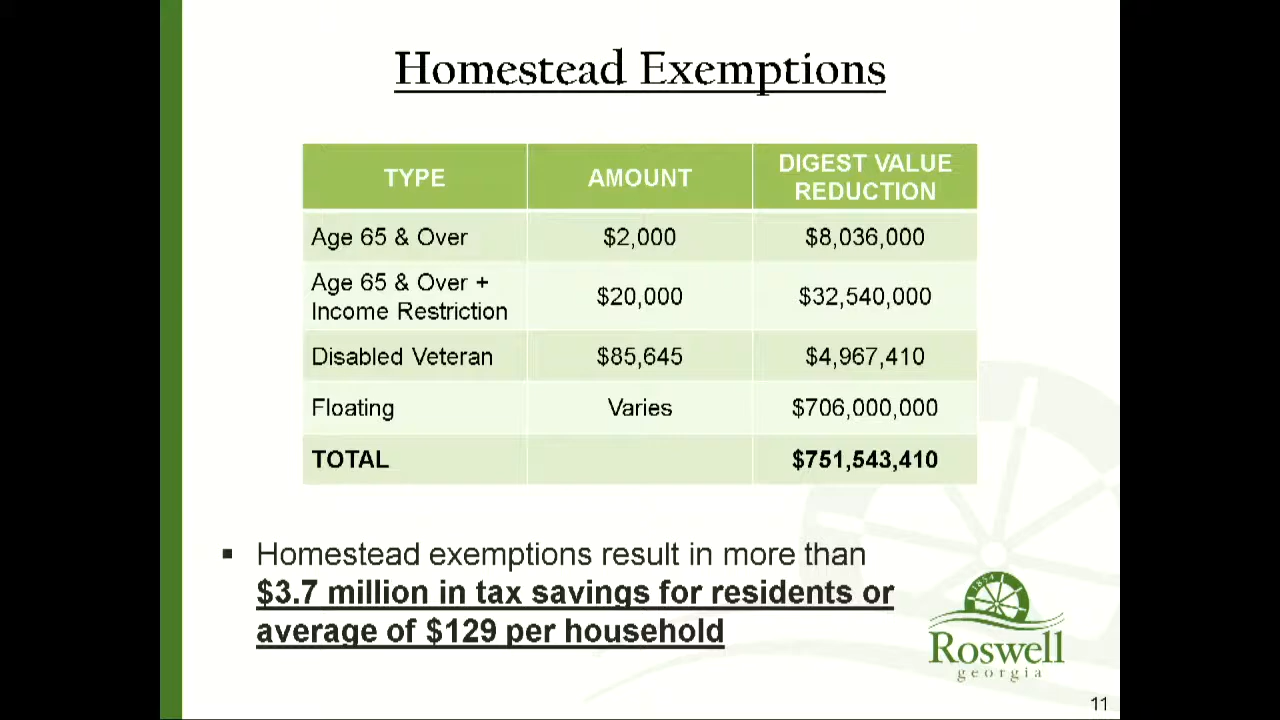 Homestead Exemptions
TYPE AMOUNT DIGEST VALUE REDUCTION
Age 65 & Over $2,000 $8,036,000
Age 65 & Over + Income Restriction $20,000 $32,540,000
Disabled Veteran $85,645 $4,967,410
Floating Varies $706,000,000
TOTAL $751,543,410
▪ Homestead exemptions result in more than
$3.7 million in tax savings for residents or
average of $129 per household
1854
Roswell
georgia
11